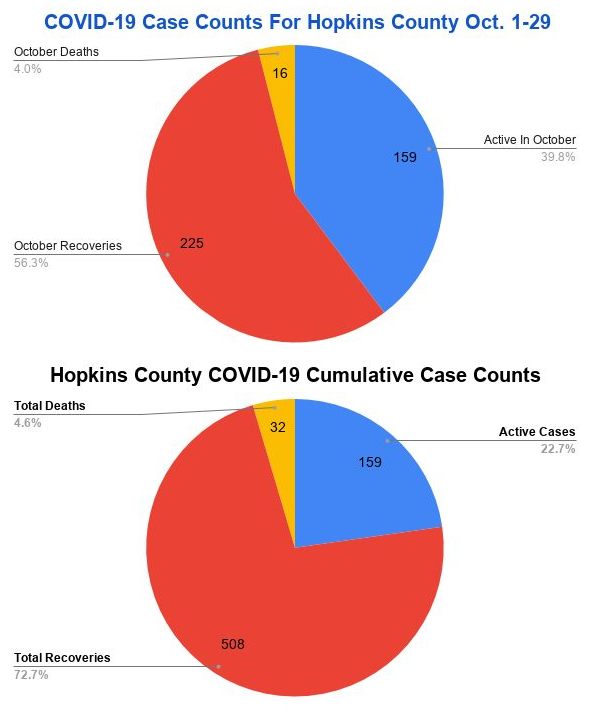 COVID-19 Case Counts For Hopkins County Oct. 1-29
October Deaths
4.0%
16
159
Active In October
39.8%
225
October Recoveries
56.3%
Hopkins County COVID-19 Cumulative Case Counts
Total Deaths
4.6%
32
Active Cases
22.7%
159
508
Total Recoveries
72.7%